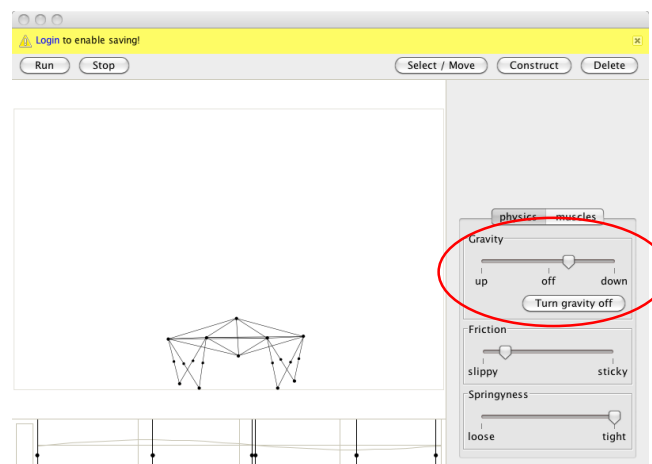 Login to enable saving!
Run Stop Select / Move Construct Delete
physics muscles
Gravity
up off down
Turn gravity off
Friction
slippy sticky
Springyness
loose tight